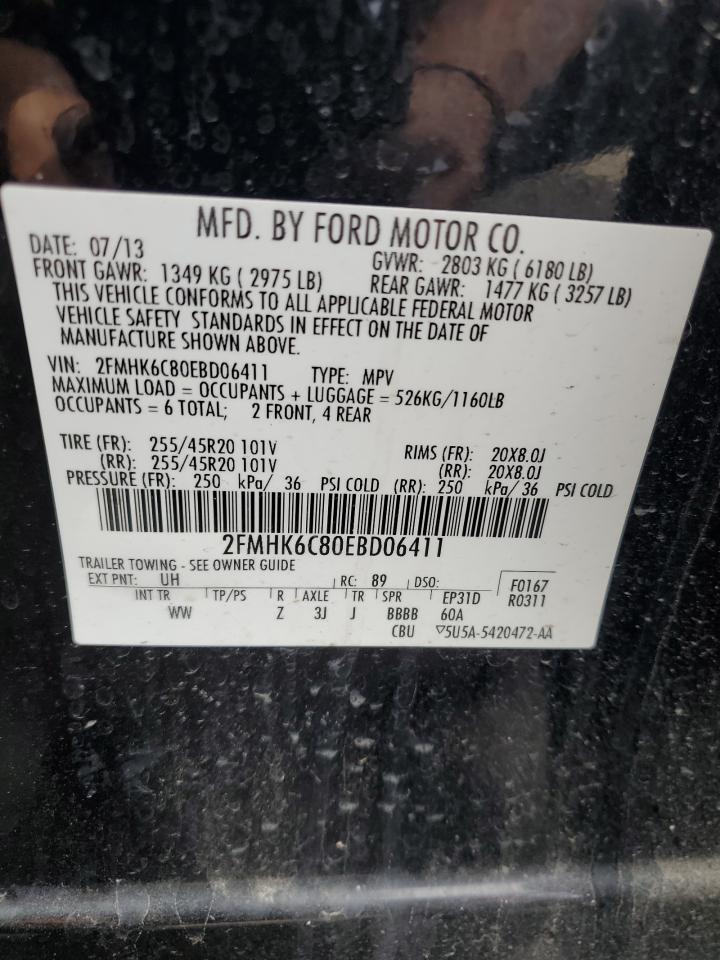 MFD. BY FORD MOTOR CO.
DATE: 07/13 GVWR: 2803 KG ( 6180 LB)
FRONT GAWR: 1349 KG ( 2975 LB) REAR GAWR: 1477 KG ( 3257 LB)
THIS VEHICLE CONFORMS TO ALL APPLICABLE FEDERAL MOTOR
VEHICLE SAFETY STANDARDS IN EFFECT ON THE DATE OF
MANUFACTURE SHOWN ABOVE.
VIN: 2FMHK6C80EBD06411 TYPE: MPV
MAXIMUM LOAD = OCCUPANTS + LUGGAGE = 526KG/1160LB
OCCUPANTS = 6 TOTAL; 2 FRONT, 4 REAR
TIRE (FR): 255/45R20 101V RIMS (FR): 20X8.0J
(RR): 255/45R20 101V (RR): 20X8.0J
PRESSURE (FR): 250 kPa/ 36 PSI COLD (RR): 250 kPa/ 36 PSI COLD
2FMHK6C80EBD06411
TRAILER TOWING - SEE OWNER GUIDE
EXT PNT: UH RC: 89 DSO: F0167
INT TR TP/PS R AXLE TR SPR EP31D R0311
WW Z 3J J BBBB 60A
CBU ▽5U5A-5420472-AA